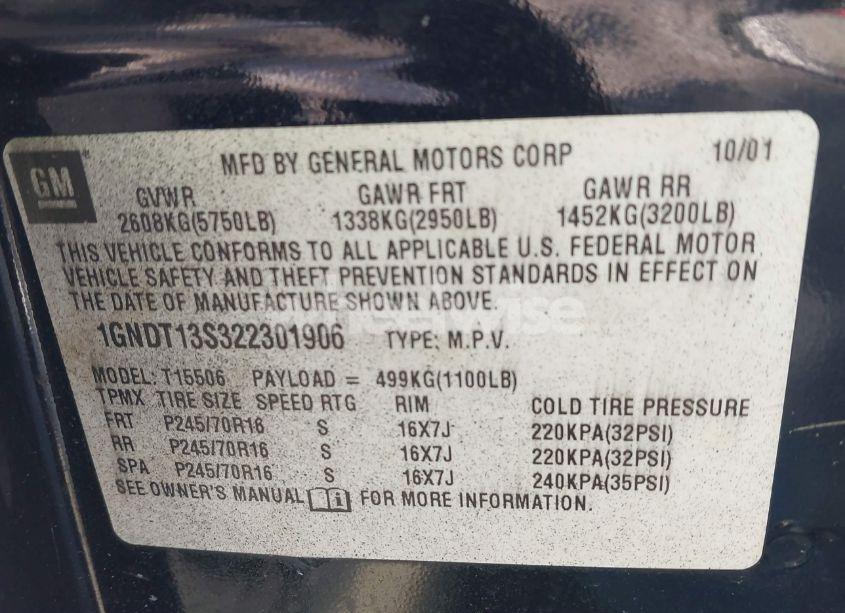 GM
MFD BY GENERAL MOTORS CORP 10/01
GVWR GAWR FRT GAWR RR
2608KG(5750LB) 1338KG(2950LB) 1452KG(3200LB)
THIS VEHICLE CONFORMS TO ALL APPLICABLE U.S. FEDERAL MOTOR
VEHICLE SAFETY AND THEFT PREVENTION STANDARDS IN EFFECT ON
THE DATE OF MANUFACTURE SHOWN ABOVE.
1GNDT13S322301906 TYPE: M.P.V.
MODEL: T15506 PAYLOAD = 499KG(1100LB)
TPMX TIRE SIZE SPEED RTG RIM COLD TIRE PRESSURE
FRT P245/70R16 S 16X7J 220KPA(32PSI)
RR P245/70R16 S 16X7J 220KPA(32PSI)
SPA P245/70R16 S 16X7J 240KPA(35PSI)
SEE OWNER'S MANUAL i FOR MORE INFORMATION.